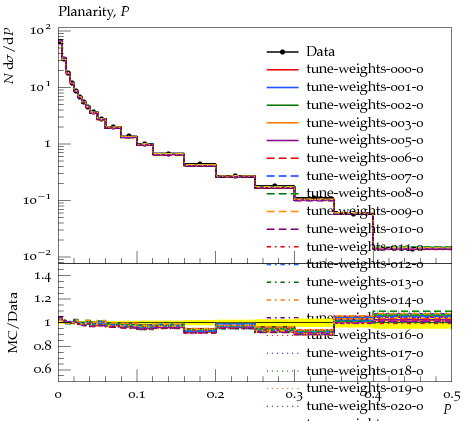 Planarity, P
N dσ/dP
10²
10¹
1
10⁻¹
10⁻²
Data
tune-weights-000-0
tune-weights-001-0
tune-weights-002-0
tune-weights-003-0
tune-weights-005-0
tune-weights-006-0
tune-weights-007-0
tune-weights-008-0
tune-weights-009-0
tune-weights-010-0
tune-weights-011-0
tune-weights-012-0
tune-weights-013-0
tune-weights-014-0
tune-weights-016-0
tune-weights-017-0
tune-weights-018-0
tune-weights-019-0
tune-weights-020-0
MC/Data
1.4
1.2
1
0.8
0.6
0 0.1 0.2 0.3 0.4 0.5
P